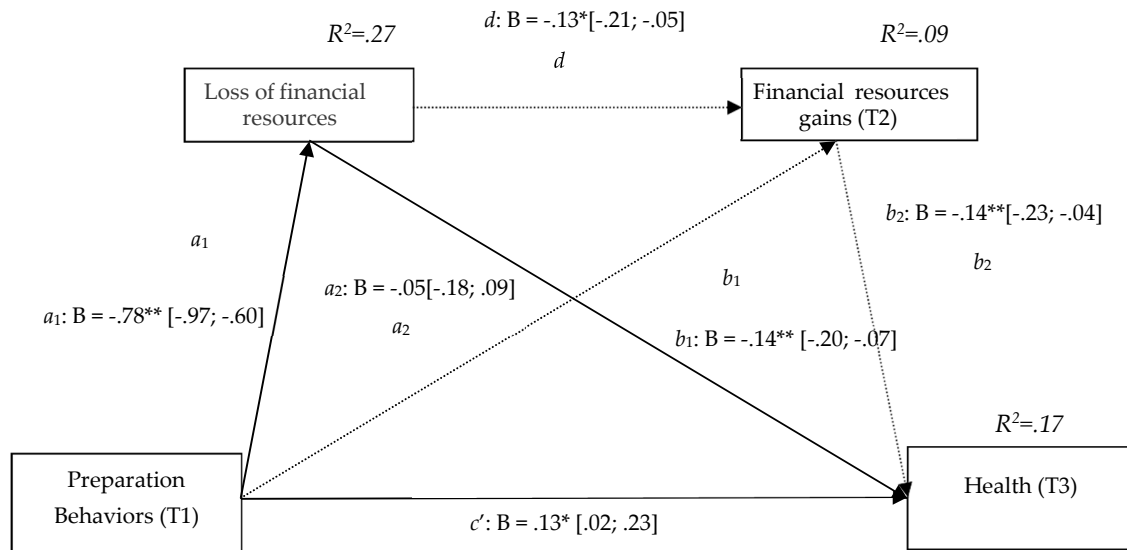 R²=.27
d: B = -.13*[-.21; -.05]
R²=.09
d
Loss of financial
resources
Financial resources
gains (T2)
b₂: B = -.14**[-.23; -.04]
b₂
a₁
a₂: B = -.05[-.18; .09]
b₁
a₁: B = -.78** [-.97; -.60]
a₂
b₁: B = -.14** [-.20; -.07]
R²=.17
Preparation
Behaviors (T1)
Health (T3)
c′: B = .13* [.02; .23]